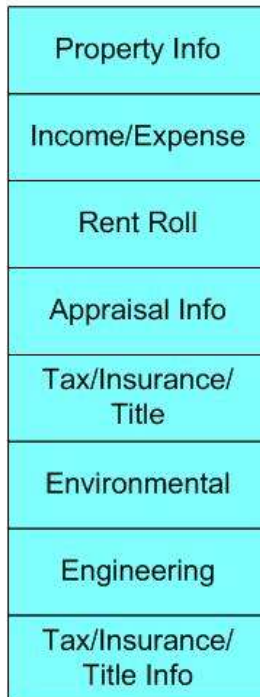 Property Info
Income/Expense
Rent Roll
Appraisal Info
Tax/Insurance/
Title
Environmental
Engineering
Tax/Insurance/
Title Info